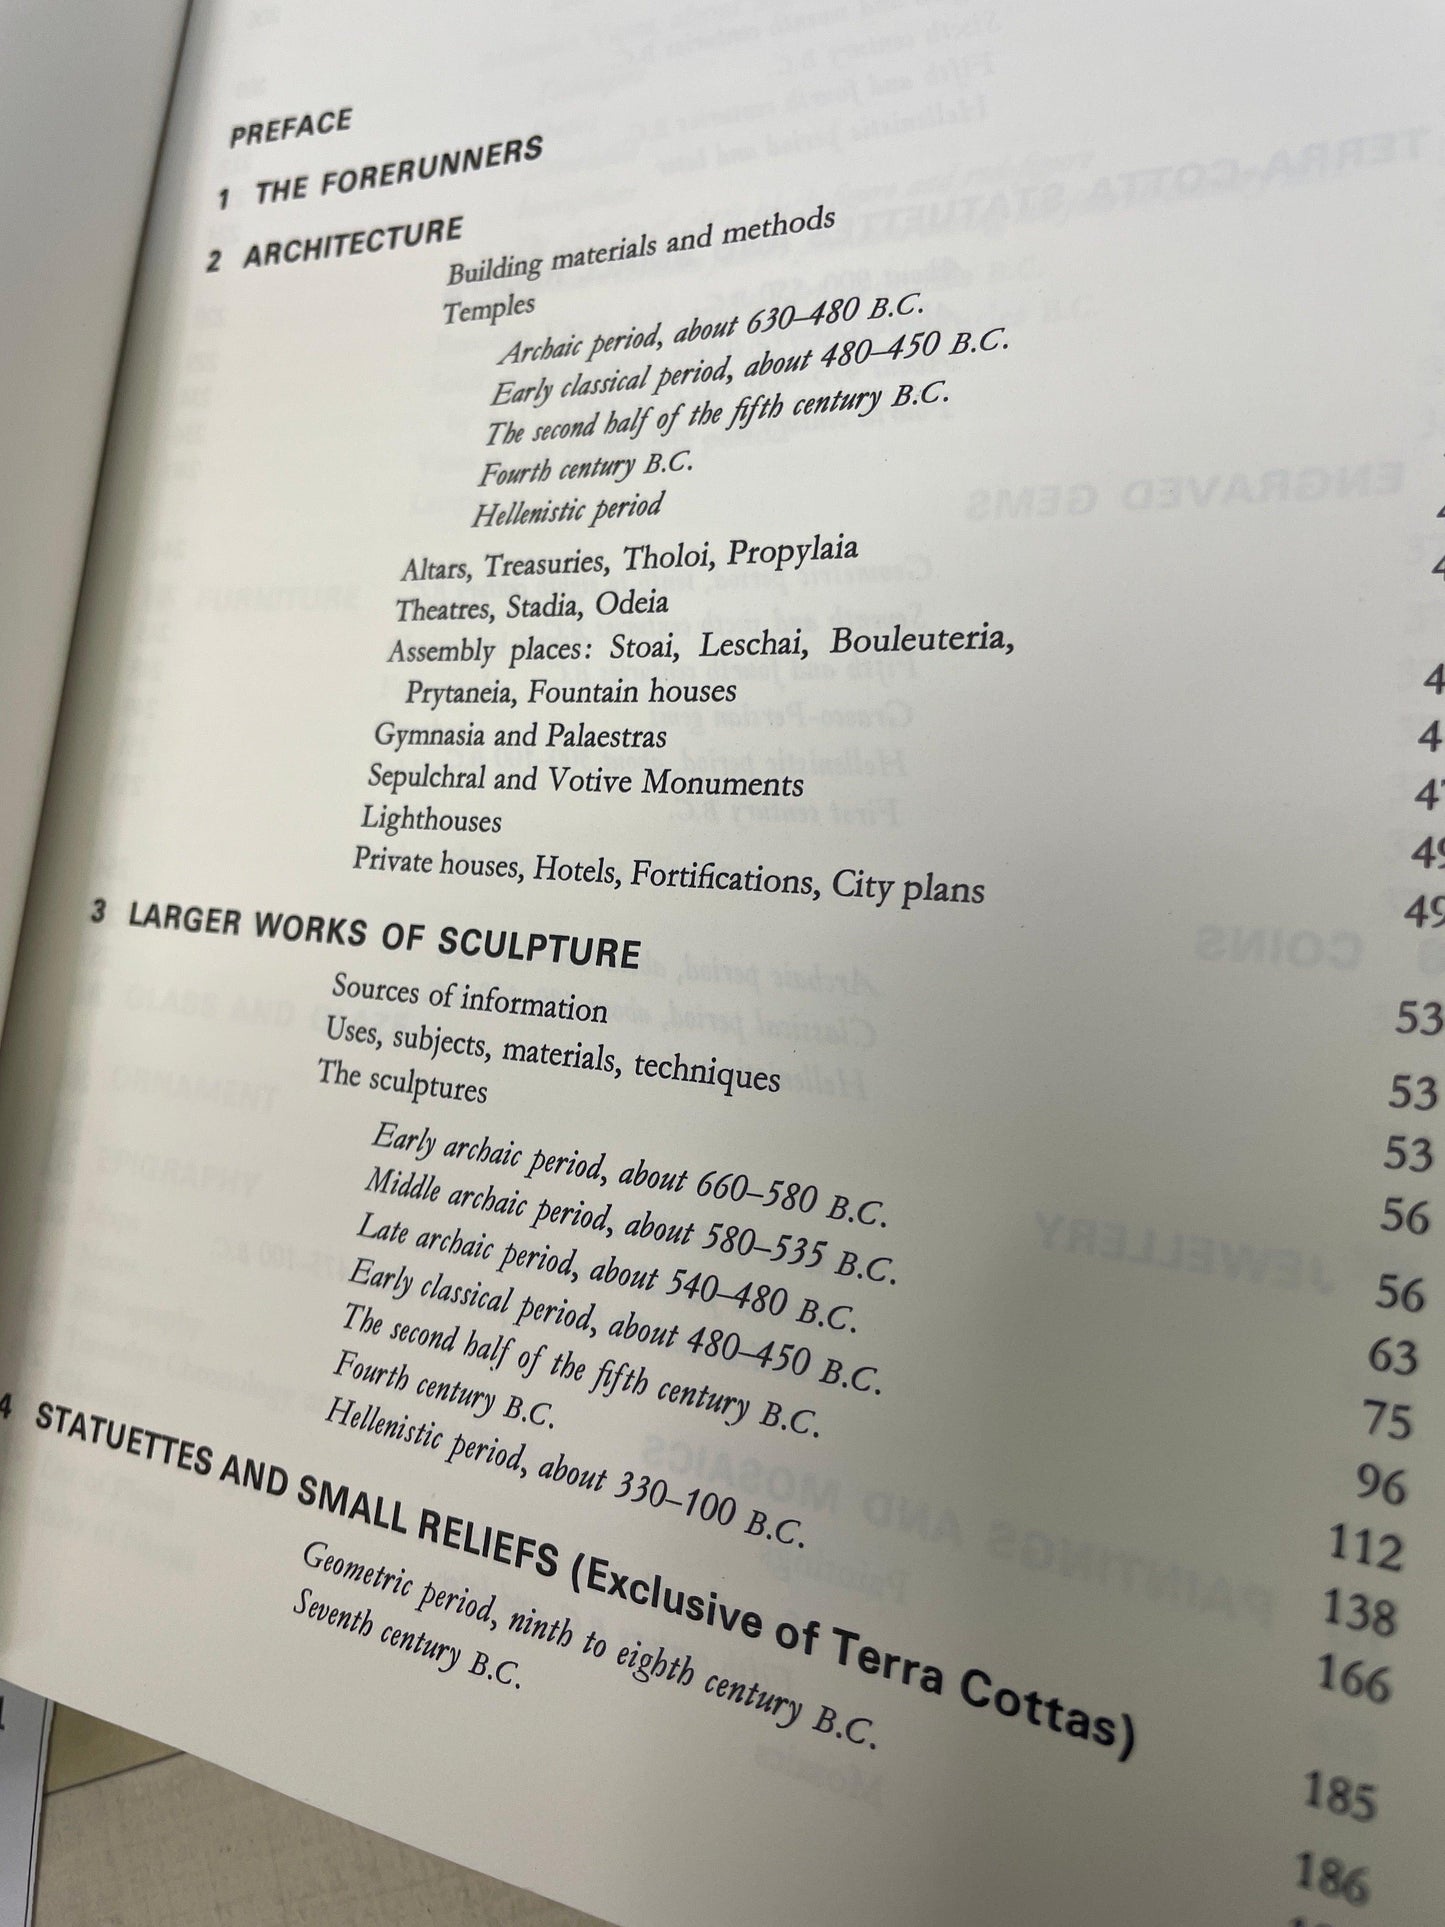 PREFACE
1 THE FORERUNNERS
2 ARCHITECTURE
Building materials and methods
Temples
Archaic period, about 630–480 B.C.
Early classical period, about 480–450 B.C.
The second half of the fifth century B.C.
Fourth century B.C.
Hellenistic period
Altars, Treasuries, Tholoi, Propylaia
Theatres, Stadia, Odeia
Assembly places: Stoai, Leschai, Bouleuteria,
Prytaneia, Fountain houses
Gymnasia and Palaestras
Sepulchral and Votive Monuments 47
Lighthouses 49
Private houses, Hotels, Fortifications, City plans 49
3 LARGER WORKS OF SCULPTURE 53
Sources of information 53
Uses, subjects, materials, techniques 53
The sculptures 56
Early archaic period, about 660–580 B.C. 56
Middle archaic period, about 580–535 B.C. 63
Late archaic period, about 540–480 B.C. 75
Early classical period, about 480–450 B.C. 96
The second half of the fifth century B.C. 112
Fourth century B.C. 138
Hellenistic period, about 330–100 B.C. 166
4 STATUETTES AND SMALL RELIEFS (Exclusive of Terra Cottas) 185
Geometric period, ninth to eighth century B.C. 186
Seventh century B.C.